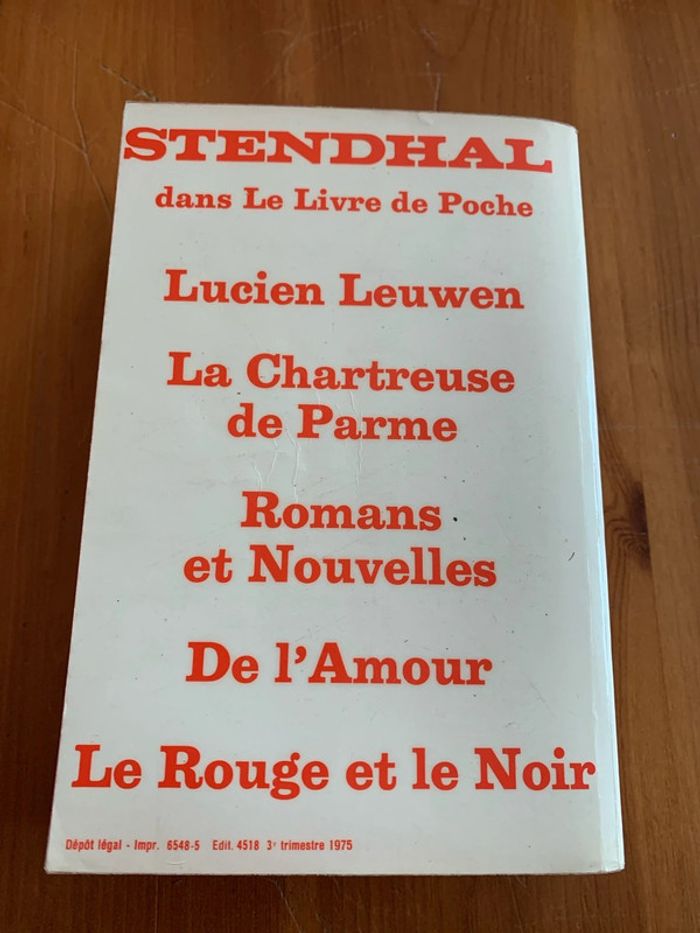 STENDHAL
dans Le Livre de Poche
Lucien Leuwen
La Chartreuse
de Parme
Romans
et Nouvelles
De l'Amour
Le Rouge et le Noir
Dépôt légal - Impr. 6548-5 Edit. 4518 3e trimestre 1975